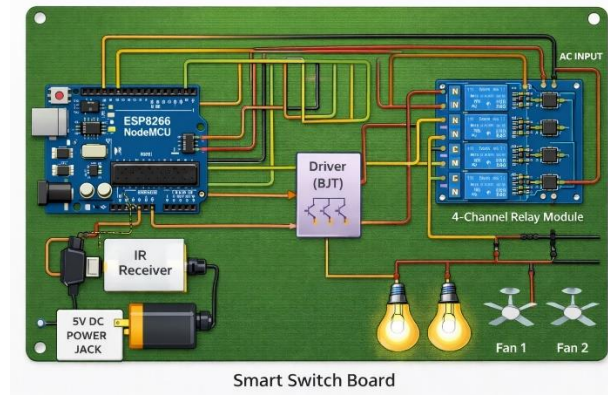 AC INPUT
ESP8266
NodeMCU
Driver
(BJT)
N
N
N
N
C
N
C
N
4-Channel Relay Module
IR
Receiver
5V DC
POWER
JACK
Fan 1
Fan 2
Smart Switch Board